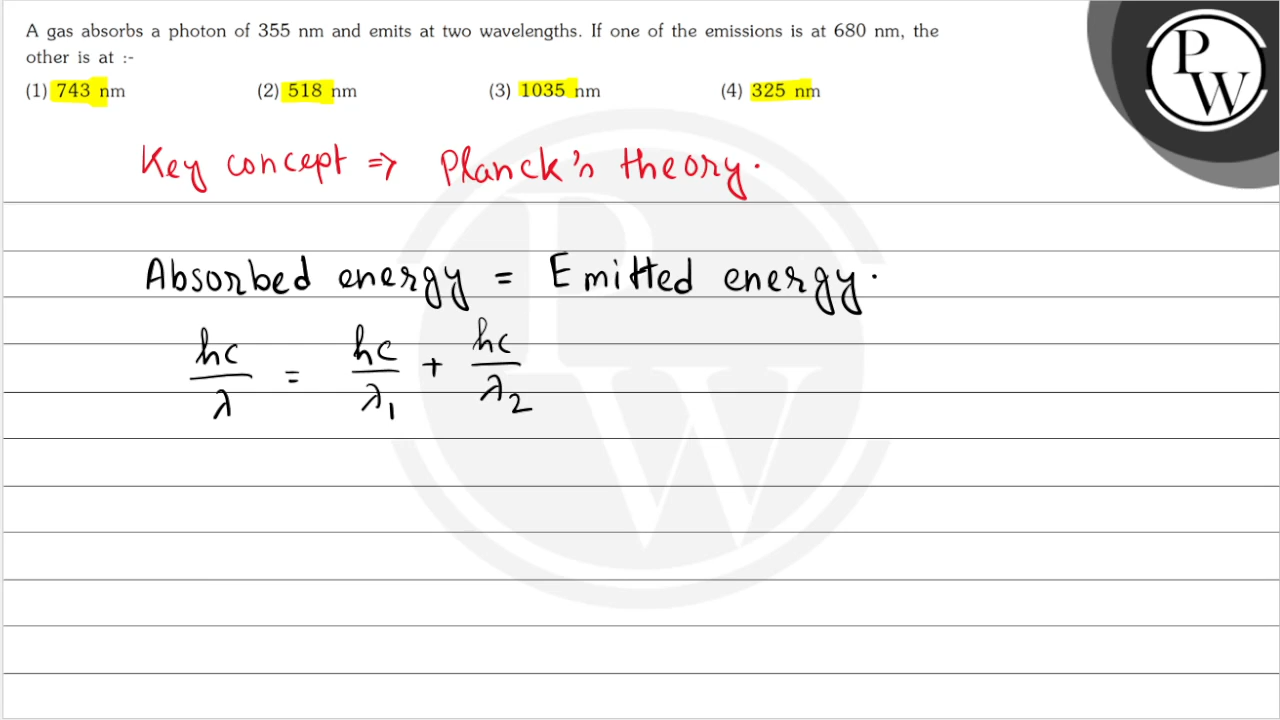 A gas absorbs a photon of 355 nm and emits at two wavelengths. If one of the emissions is at 680 nm, the
other is at :-
(1) 743 nm (2) 518 nm (3) 1035 nm (4) 325 nm
Key concept ⇒ Planck's theory.
Absorbed energy = Emitted energy.
hc/λ = hc/λ₁ + hc/λ₂
P
W